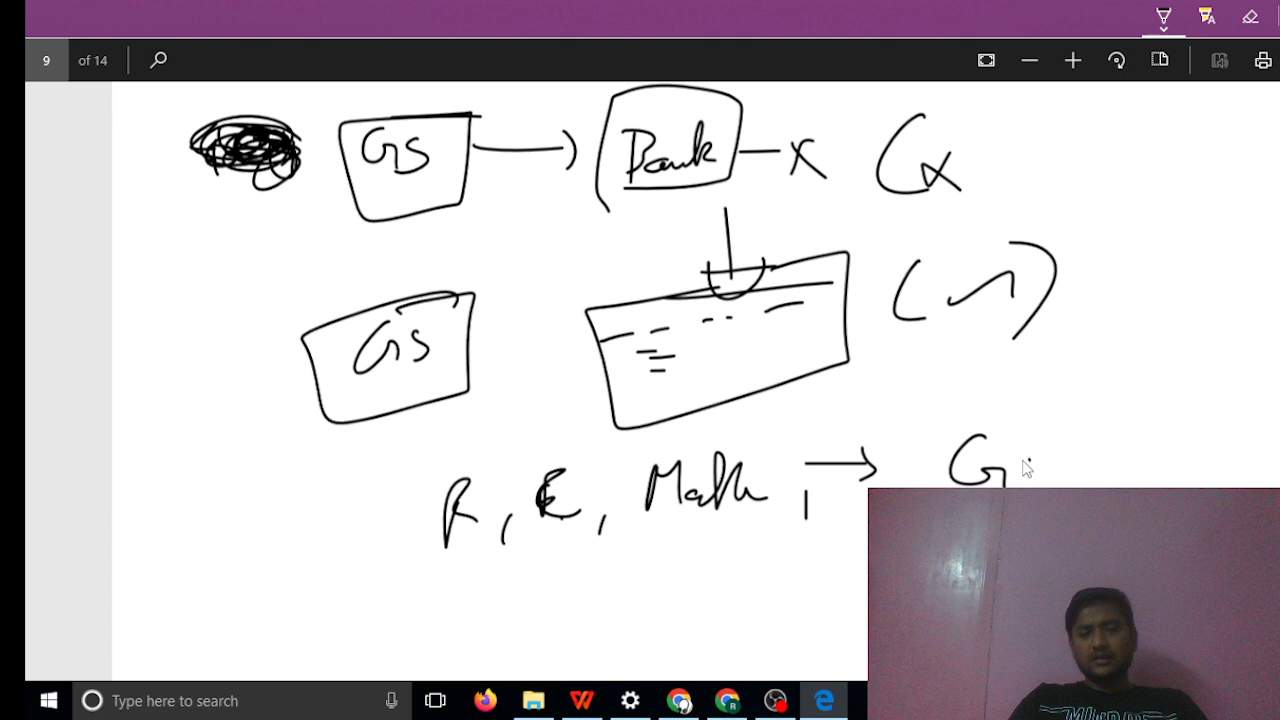 9 of 14
GS → Bank - x
GS
R, E, Math, → G
Type here to search